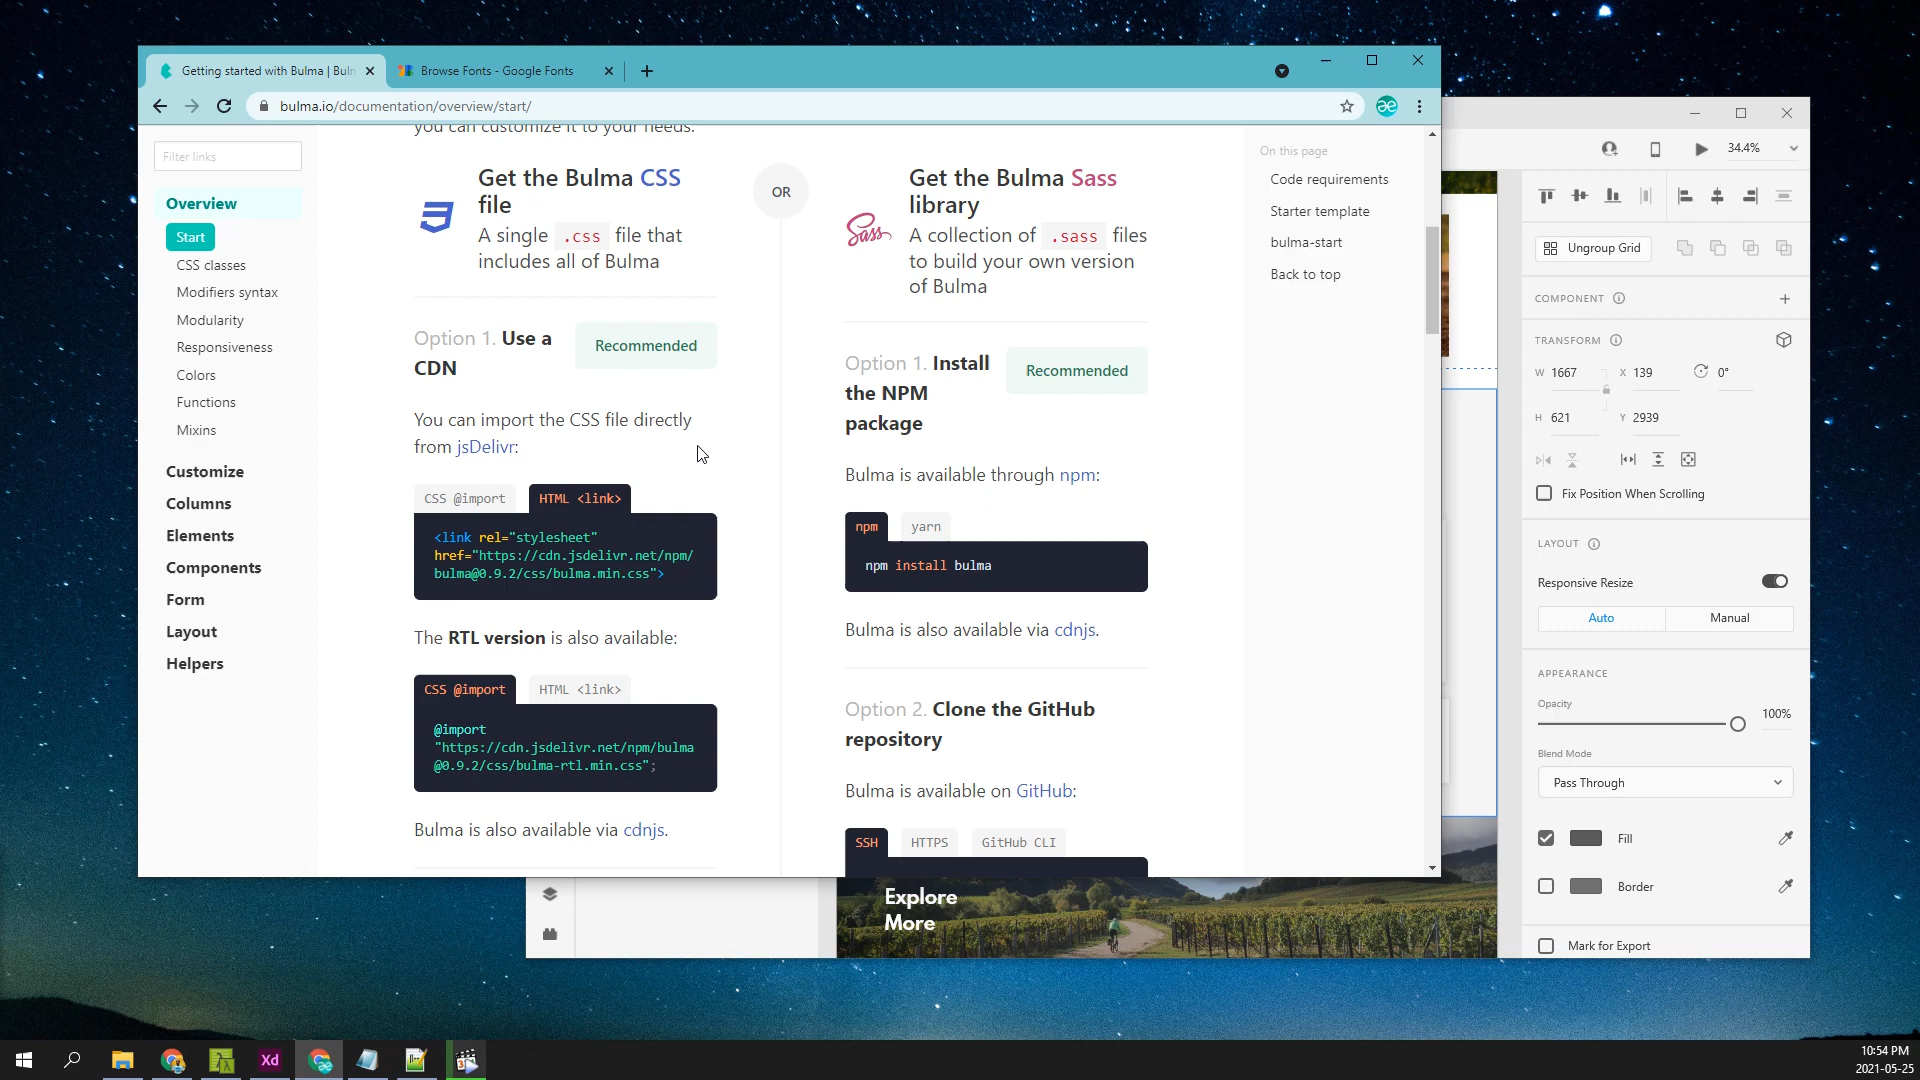 Getting started with Bulma | Buln
Browse Fonts - Google Fonts
bulma.io/documentation/overview/start/
Filter links
Overview
Start
CSS classes
Modifiers syntax
Modularity
Responsiveness
Colors
Functions
Mixins
Customize
Columns
Elements
Components
Form
Layout
Helpers
you can customize it to your needs.
Get the Bulma CSS
file
A single .css file that
includes all of Bulma
Option 1. Use a
CDN
Recommended
You can import the CSS file directly
from jsDelivr:
CSS @import
HTML <link>
<link rel="stylesheet"
href="https://cdn.jsdelivr.net/npm/
bulma@0.9.2/css/bulma.min.css">
The RTL version is also available:
CSS @import
HTML <link>
@import
"https://cdn.jsdelivr.net/npm/bulma
@0.9.2/css/bulma-rtl.min.css";
Bulma is also available via cdnjs.
OR
Sass
Get the Bulma Sass
library
A collection of .sass files
to build your own version
of Bulma
Option 1. Install
the NPM
package
Recommended
Bulma is available through npm:
npm
yarn
npm install bulma
Bulma is also available via cdnjs.
Option 2. Clone the GitHub
repository
Bulma is available on GitHub:
SSH
HTTPS
GitHub CLI
On this page
Code requirements
Starter template
bulma-start
Back to top
34.4%
Ungroup Grid
COMPONENT
TRANSFORM
W 1667
X 139
0°
H 621
Y 2939
Fix Position When Scrolling
LAYOUT
Responsive Resize
Auto
Manual
APPEARANCE
Opacity
100%
Blend Mode
Pass Through
Fill
Border
Mark for Export
Explore
More
Xd
10:54 PM
2021-05-25